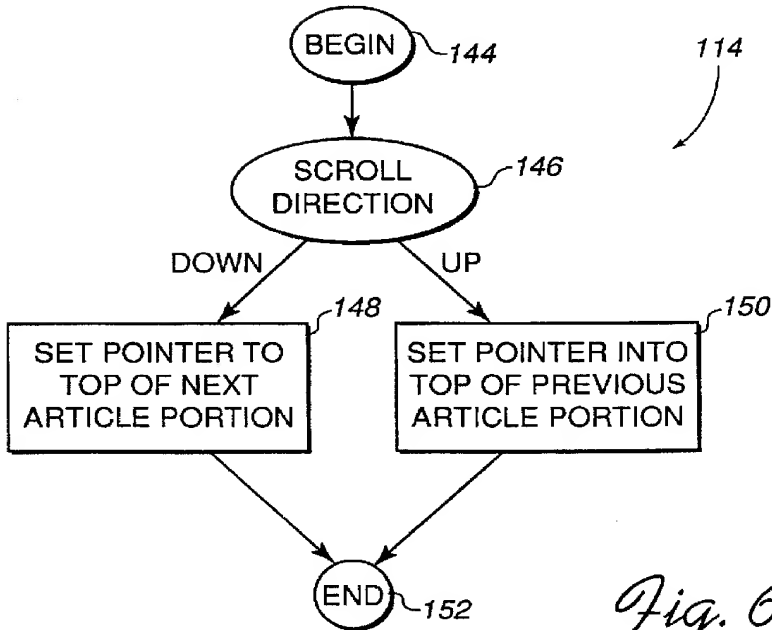 BEGIN
144
114
SCROLL
DIRECTION
146
DOWN
UP
148
150
SET POINTER TO
TOP OF NEXT
ARTICLE PORTION
SET POINTER INTO
TOP OF PREVIOUS
ARTICLE PORTION
END
152
Fig. 6